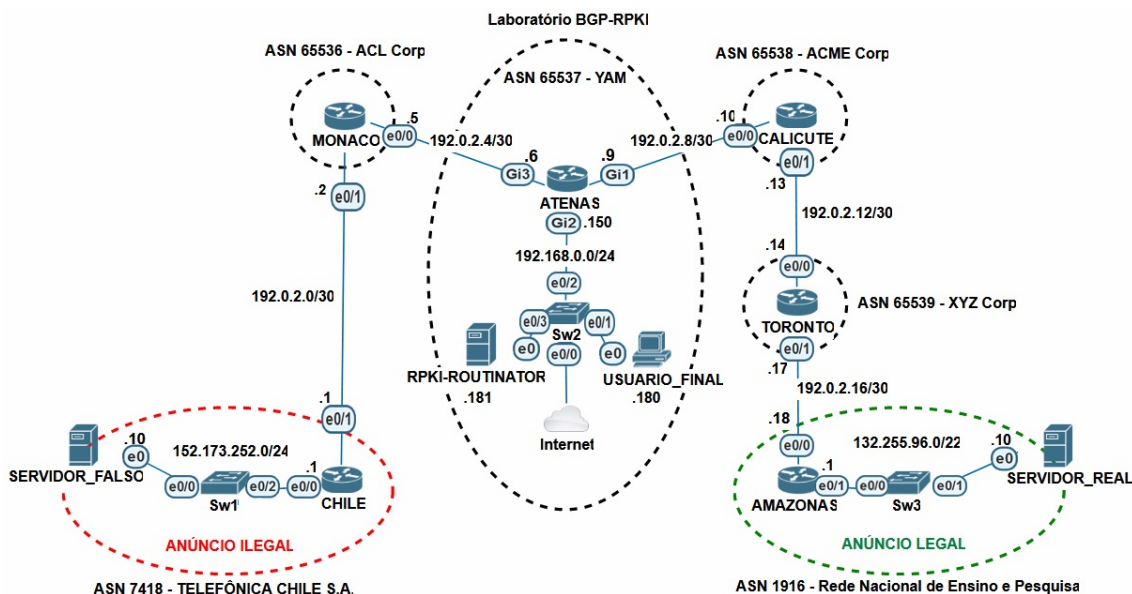 Laboratório BGP-RPKI
ASN 65536 - ACL Corp
ASN 65538 - ACME Corp
ASN 65537 - YAM
.5
e0/0
MONACO
192.0.2.4/30
.2
e0/1
.6
Gi3
.9
Gi1
ATENAS
Gi2
.150
192.168.0.0/24
192.0.2.8/30
.10
e0/0
CALICUTE
e0/1
.13
192.0.2.12/30
.14
e0/0
ASN 65539 - XYZ Corp
TORONTO
e0/1
.17
192.0.2.16/30
.18
e0/0
192.0.2.0/30
e0/2
e0/3
e0/1
Sw2
e0
e0/0
e0
RPKI-ROUTINATOR
.181
USUARIO_FINAL
.180
Internet
.1
e0/1
.10
152.173.252.0/24
e0
SERVIDOR_FALSO
.1
e0/0
e0/2
e0/0
Sw1
CHILE
ANÚNCIO ILEGAL
ASN 7418 - TELEFÔNICA CHILE S.A.
132.255.96.0/22
.10
e0
SERVIDOR_REAL
.1
e0/1
e0/0
e0/1
AMAZONAS
Sw3
ANÚNCIO LEGAL
ASN 1916 - Rede Nacional de Ensino e Pesquisa